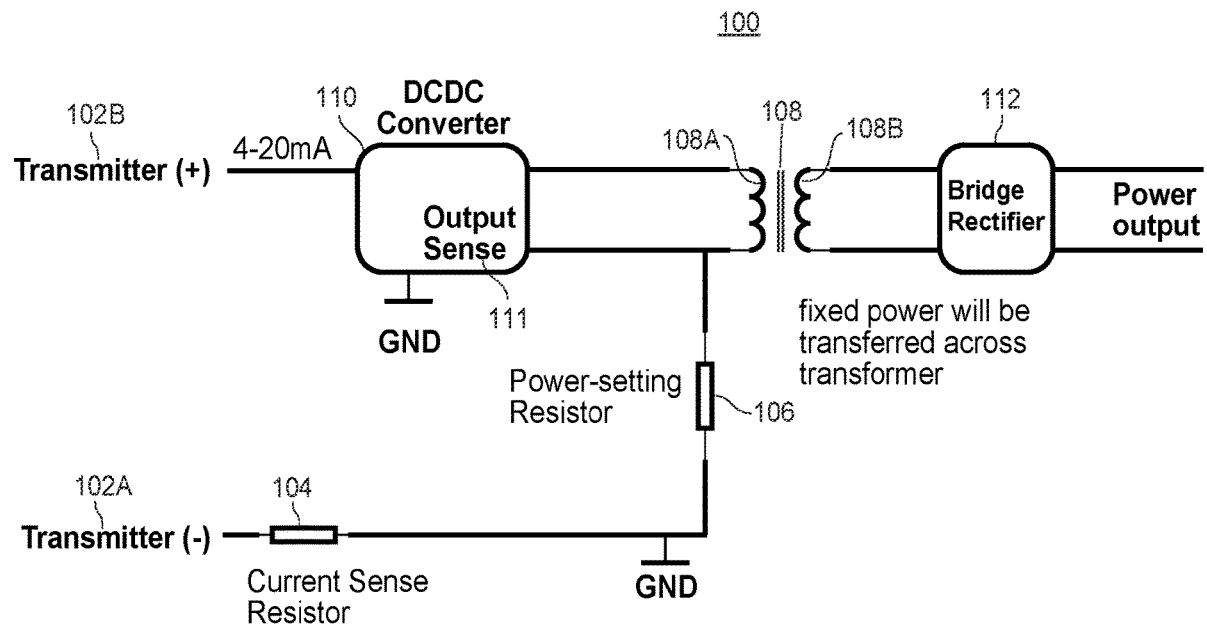 100
DCDC
Converter
110
102B
108
112
108A
108B
4-20mA
Transmitter (+)
Output
Sense
Bridge
Rectifier
Power
output
111
GND
fixed power will be
transferred across
transformer
Power-setting
Resistor
106
102A
104
Transmitter (-)
Current Sense
Resistor
GND